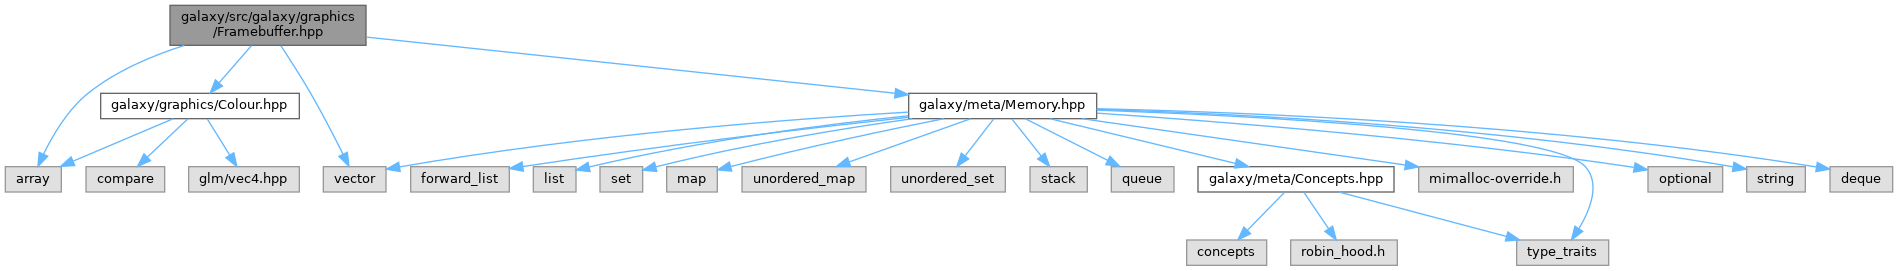 galaxy/src/galaxy/graphics
/Framebuffer.hpp
galaxy/graphics/Colour.hpp
galaxy/meta/Memory.hpp
array
compare
glm/vec4.hpp
vector
forward_list
list
set
map
unordered_map
unordered_set
stack
queue
galaxy/meta/Concepts.hpp
mimalloc-override.h
optional
string
deque
concepts
robin_hood.h
type_traits